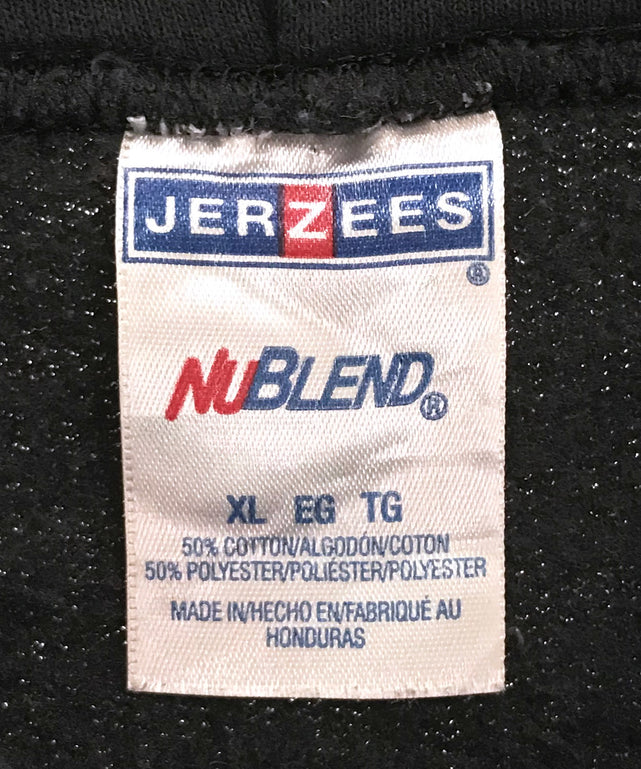 JERZEES®
NUBLEND®
XL EG TG
50% COTTON/ALGODÓN/COTON
50% POLYESTER/POLIÉSTER/POLYESTER
MADE IN/HECHO EN/FABRIQUÉ AU
HONDURAS